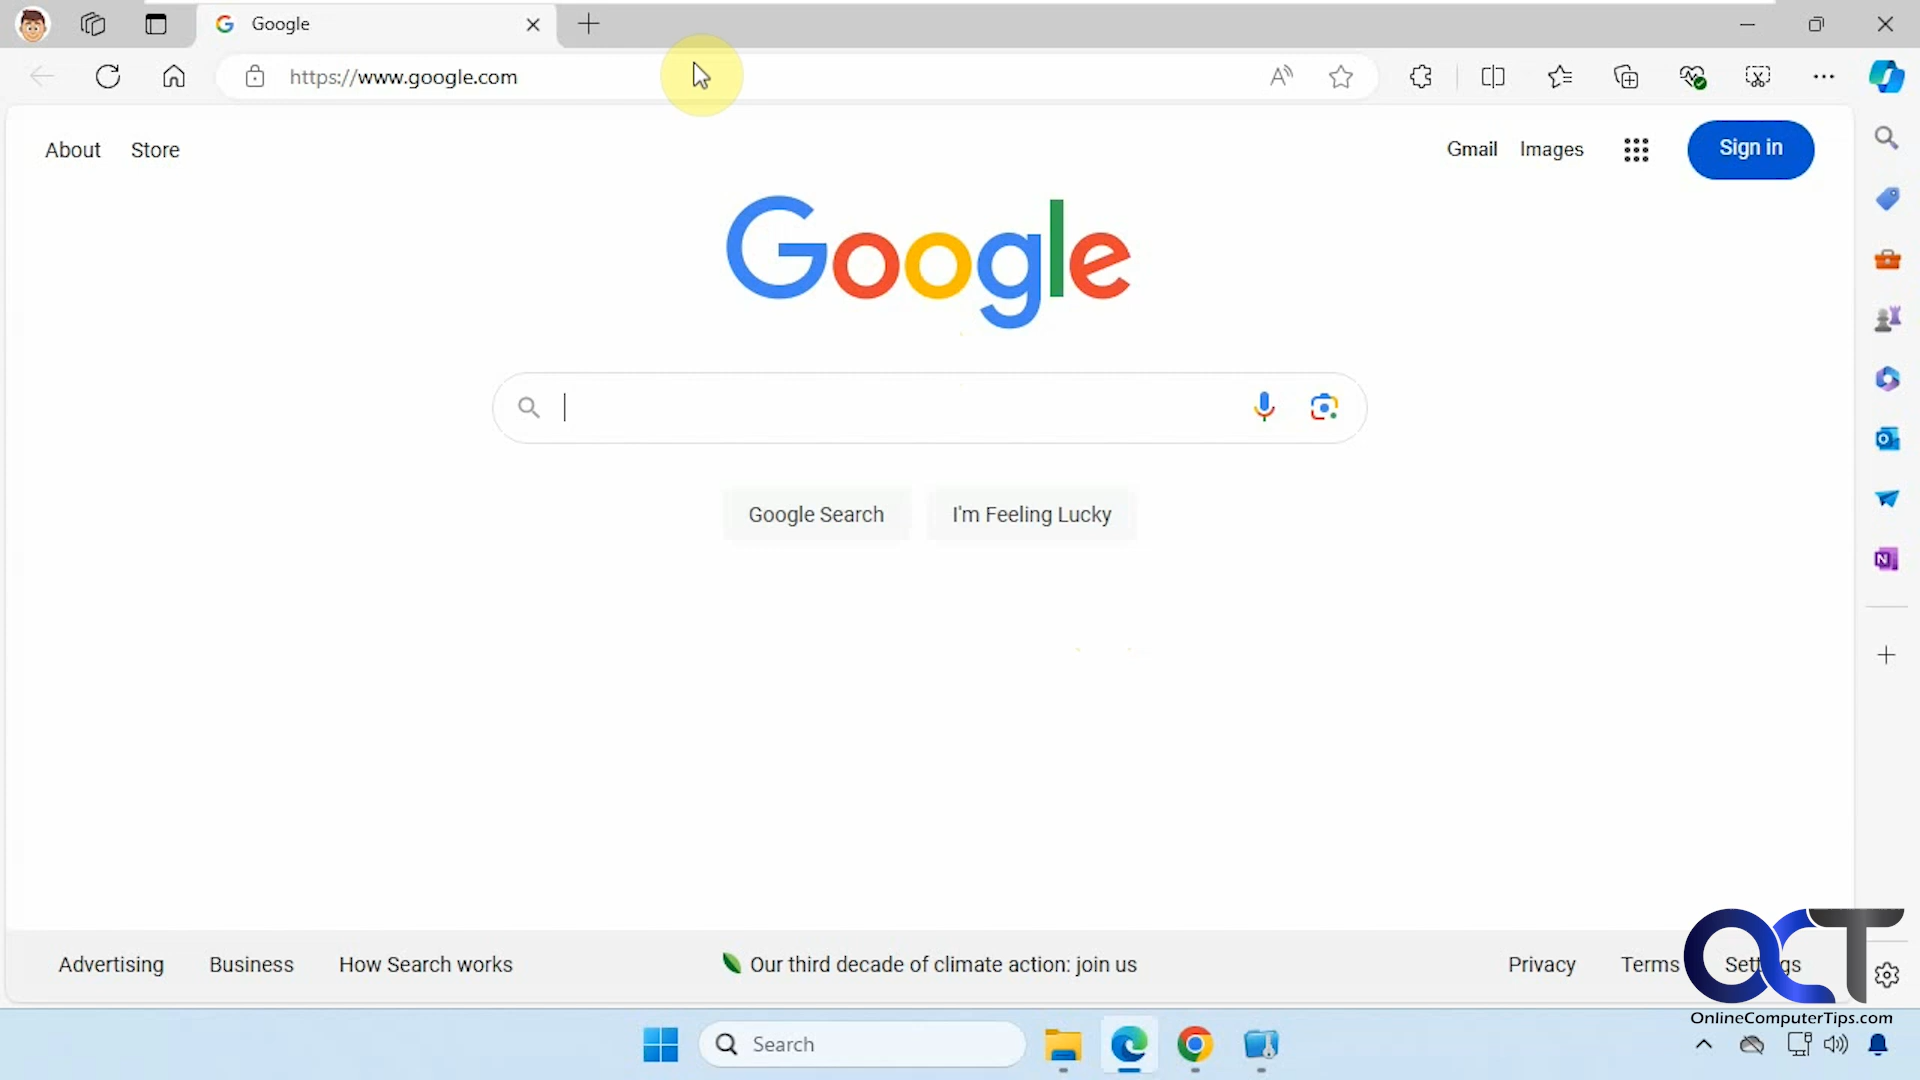 Google
https://www.google.com
About Store
Gmail Images Sign in
Google
Google Search I'm Feeling Lucky
Advertising Business How Search works
Our third decade of climate action: join us
Privacy Terms
OCT
OnlineComputerTips.com
Search